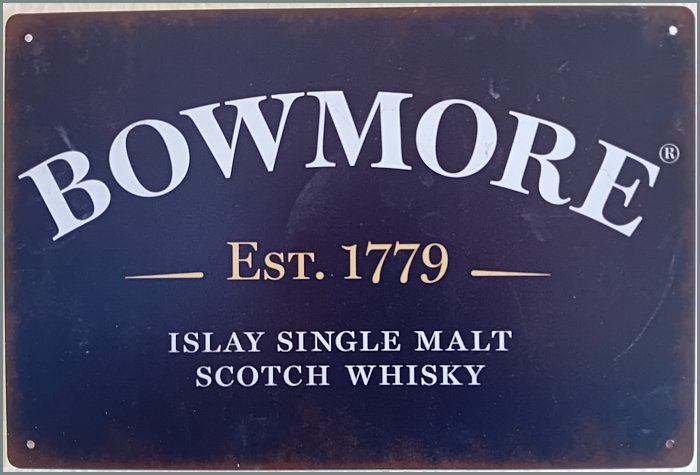 BOWMORE®
EST. 1779
ISLAY SINGLE MALT
SCOTCH WHISKY